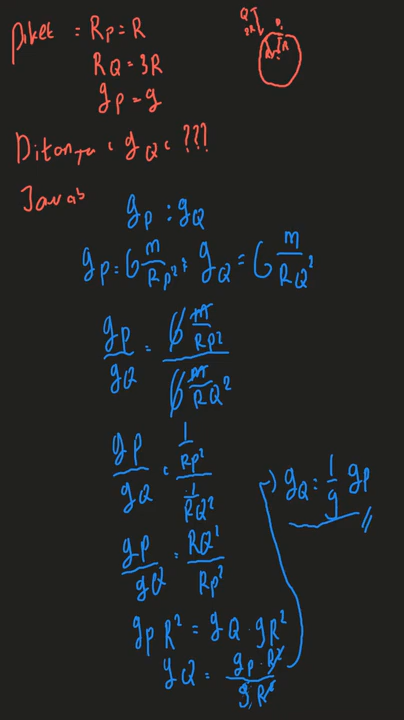 Diket = Rp = R
RQ = 3R
gp = g
Q
P
3R
R
R
Ditanya = gQ = ???
Jawab
gp : gQ
gp = G m/Rp² : gQ = G m/RQ²
gp/gQ = (G m/Rp²)/(G m/RQ²)
gp/gQ = (1/Rp²)/(1/RQ²)
gp/gQ = RQ²/Rp²
gp R² = gQ . 9R²
gQ = gp . R²/9 . R²
→ gQ = 1/9 gp //